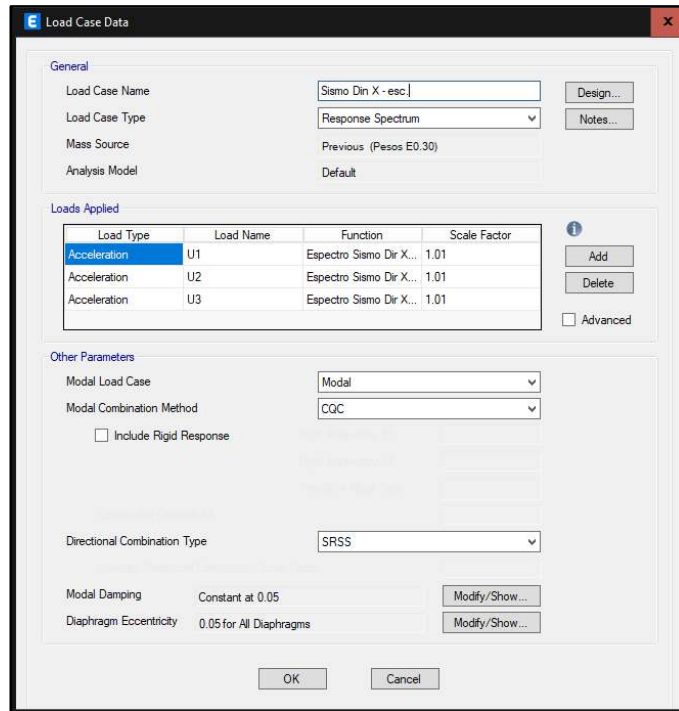 E Load Case Data x
General
Load Case Name Sismo Din X - esc. Design...
Load Case Type Response Spectrum Notes...
Mass Source Previous (Pesos E0.30)
Analysis Model Default
Loads Applied
Load Type Load Name Function Scale Factor
Acceleration U1 Espectro Sismo Dir X... 1.01 Add
Acceleration U2 Espectro Sismo Dir X... 1.01 Delete
Acceleration U3 Espectro Sismo Dir X... 1.01
Advanced
Other Parameters
Modal Load Case Modal
Modal Combination Method CQC
Include Rigid Response
Directional Combination Type SRSS
Modal Damping Constant at 0.05 Modify/Show...
Diaphragm Eccentricity 0.05 for All Diaphragms Modify/Show...
OK Cancel